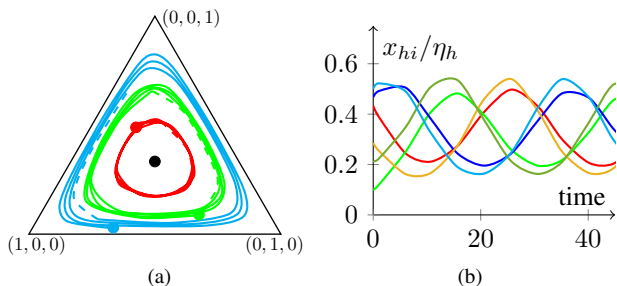 (0, 0, 1)
(1, 0, 0)
(0, 1, 0)
(a)
x_{hi}/η_h
0.6
0.4
0.2
0
time
0
20
40
(b)